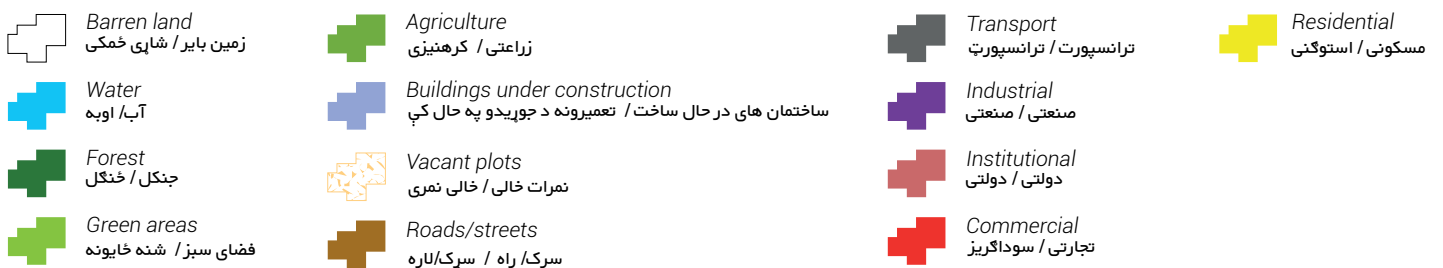 Barren land
زمین بایر / شاړې ځمکی
Water
آب/ اوبه
Forest
جنکل / ځنګل
Green areas
فضای سبز / شنه ځایونه
Agriculture
زراعتی / کرهنیزی
Buildings under construction
ساختمان های در حال ساخت / تعمیرونه د جوړیدو په حال کې
Vacant plots
نمرات خالی / خالی نمری
Roads/streets
سرک/ راه / سرک/لاره
Transport
ترانسپورت / ترانسپورټ
Industrial
صنعتی / صنعتی
Institutional
دولتی / دولتی
Commercial
تجارتی / سوداګریز
Residential
مسکونی / استوګنی